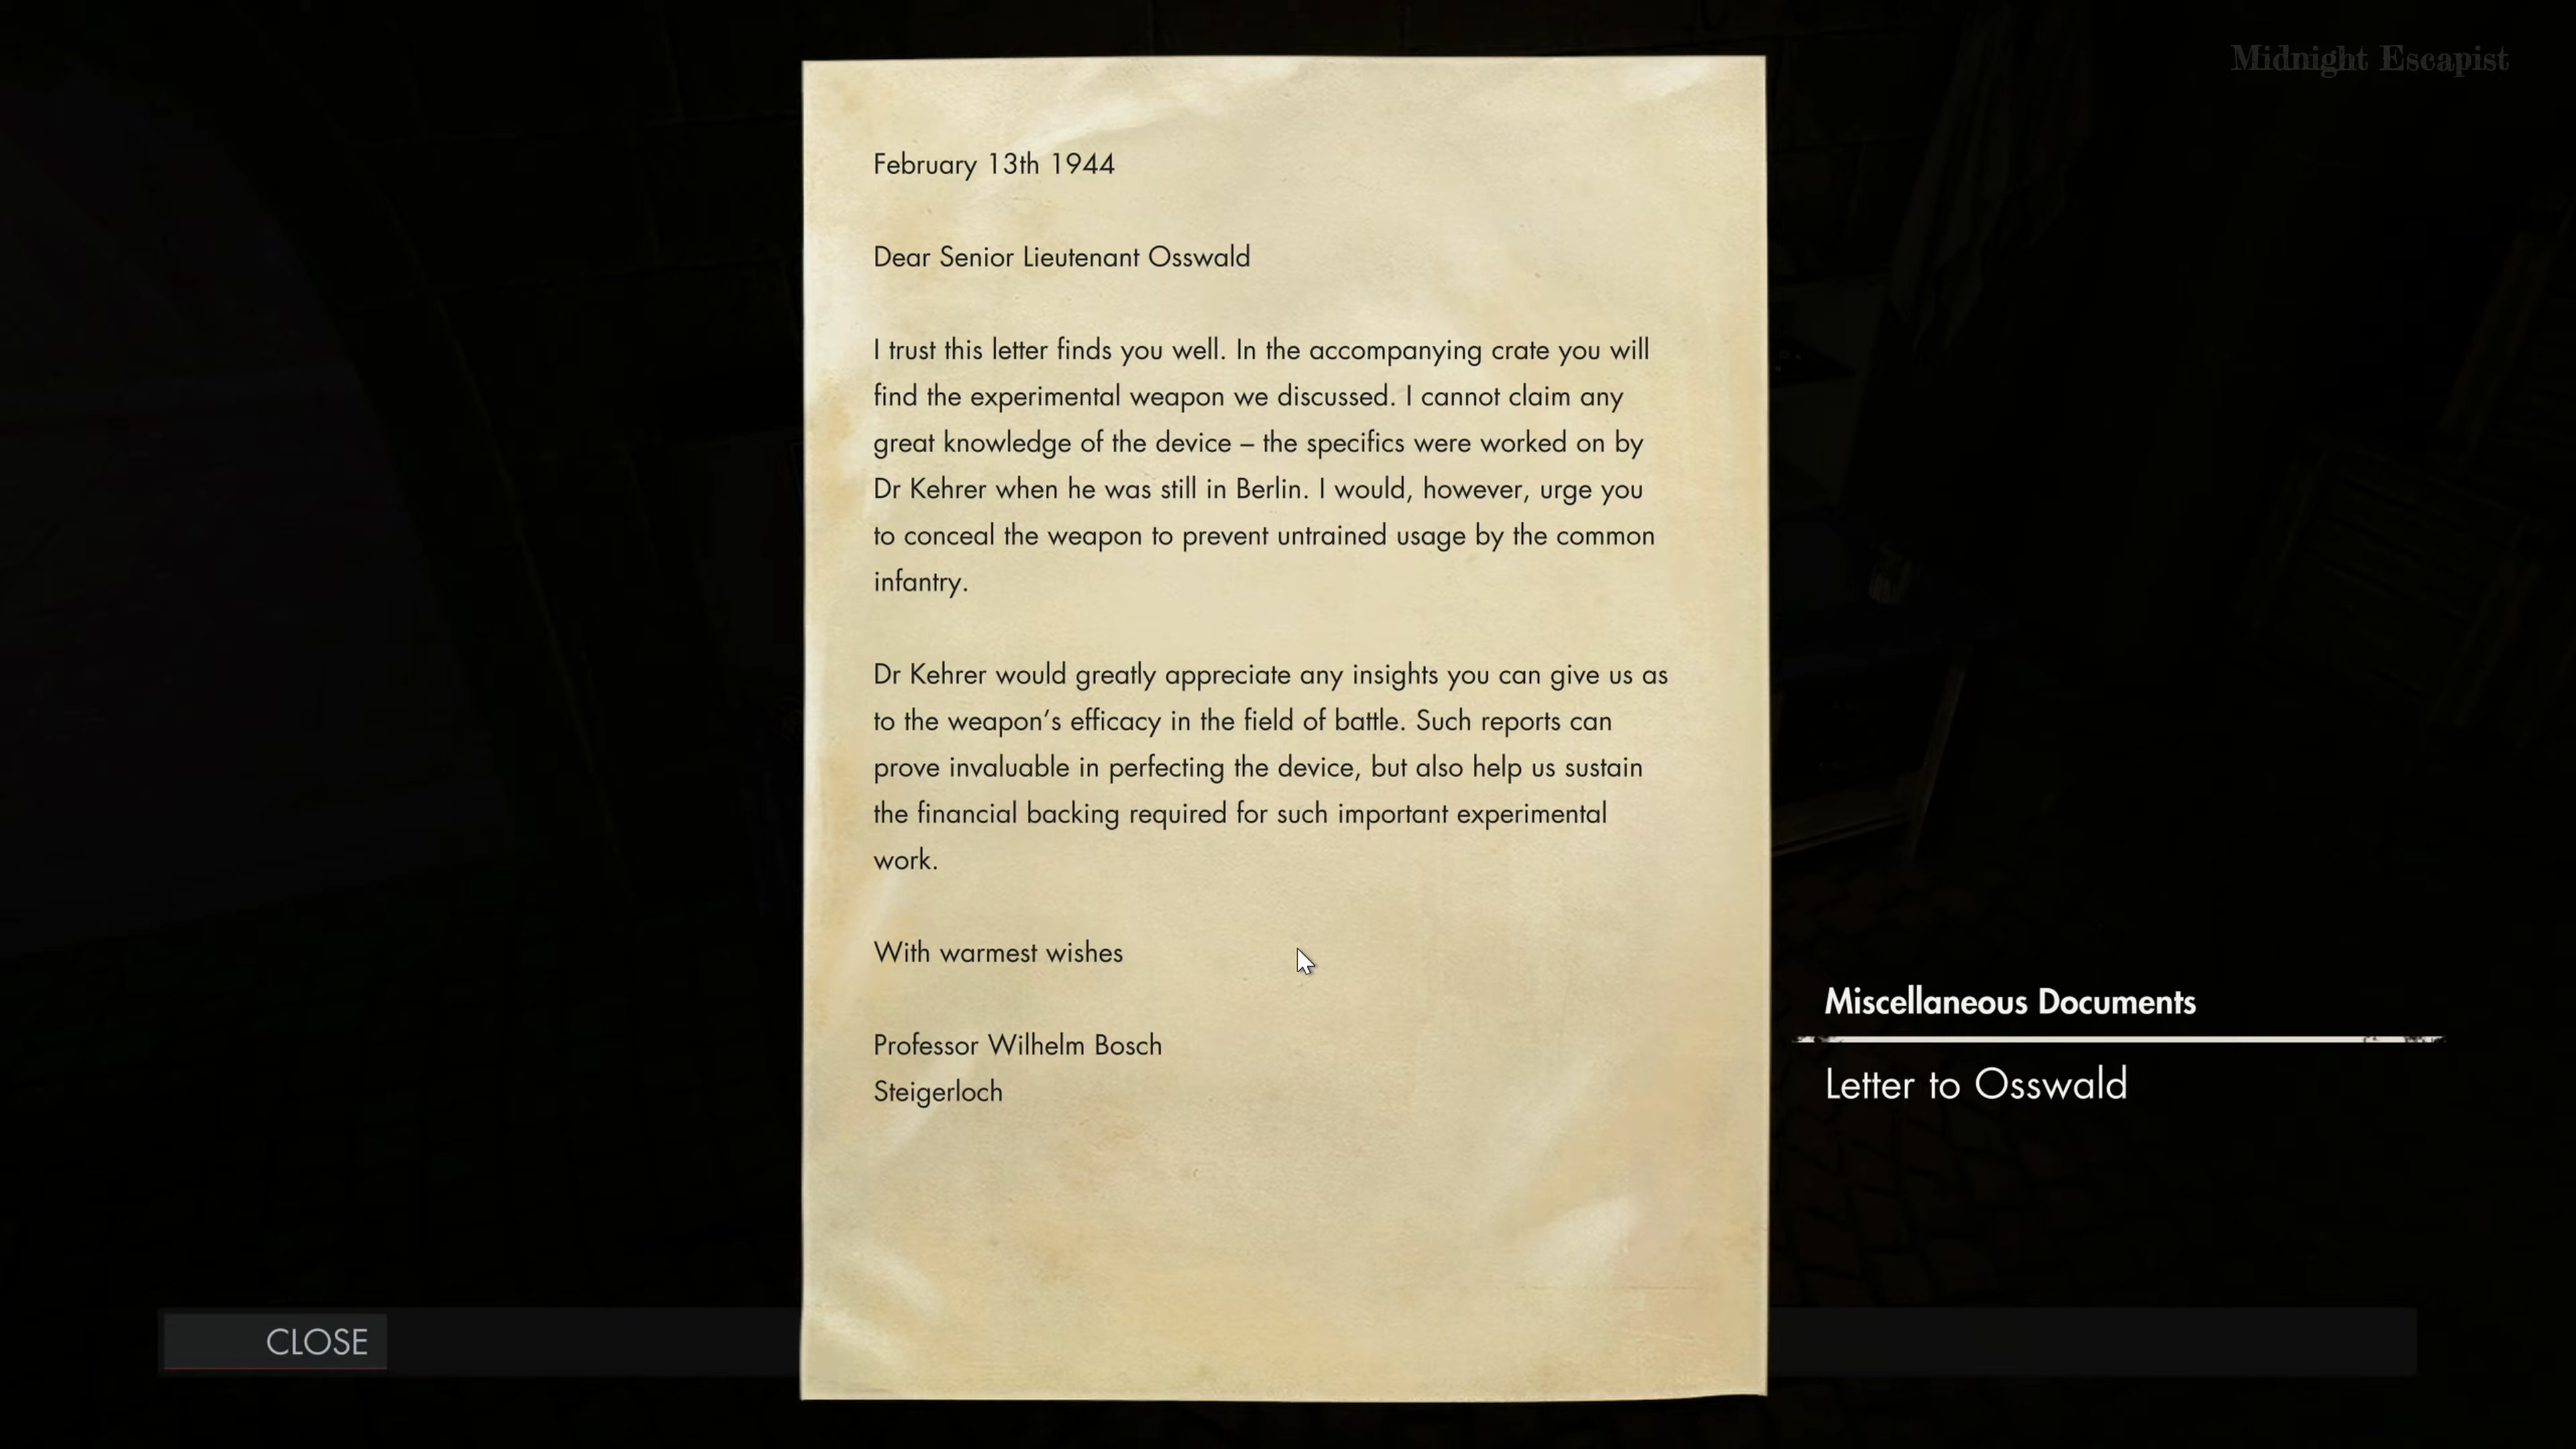 Midnight Escapist
February 13th 1944
Dear Senior Lieutenant Osswald
I trust this letter finds you well. In the accompanying crate you will
find the experimental weapon we discussed. I cannot claim any
great knowledge of the device – the specifics were worked on by
Dr Kehrer when he was still in Berlin. I would, however, urge you
to conceal the weapon to prevent untrained usage by the common
infantry.
Dr Kehrer would greatly appreciate any insights you can give us as
to the weapon’s efficacy in the field of battle. Such reports can
prove invaluable in perfecting the device, but also help us sustain
the financial backing required for such important experimental
work.
With warmest wishes
Professor Wilhelm Bosch
Steigerloch
Miscellaneous Documents
Letter to Osswald
CLOSE